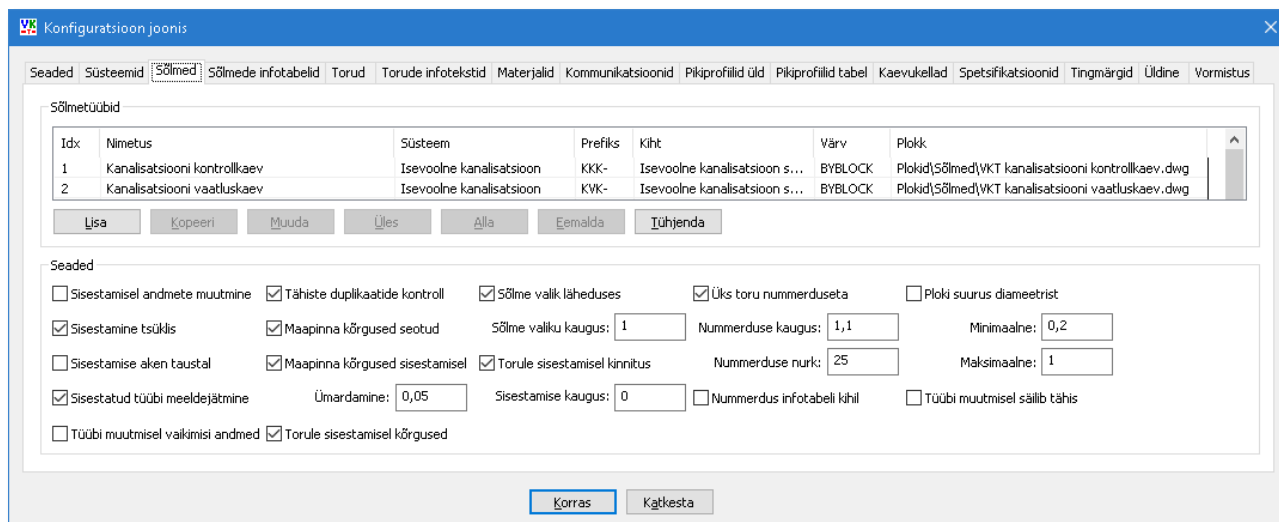 VK
Konfiguratsioon joonis
Seaded Süsteemid Sõlmed Sõlmede infotabelid Torud Torude infotekstid Materjalid Kommunikatsioonid Pikiprofiilid üld Pikiprofiilid tabel Kaevukellad Spetsifikatsioonid Tingmärgid Üldine Vormistus
Sõlmetüübid
Idx Nimetus Süsteem Prefiks Kiht Värv Plokk
1 Kanalisatsiooni kontrollkaev Isevoolne kanalisatsioon KKK- Isevoolne kanalisatsioon s... BYBLOCK Plokid\Sõlmed\VKT kanalisatsiooni kontrollkaev.dwg
2 Kanalisatsiooni vaatluskaev Isevoolne kanalisatsioon KVK- Isevoolne kanalisatsioon s... BYBLOCK Plokid\Sõlmed\VKT kanalisatsiooni vaatluskaev.dwg
Lisa Kopeeri Muuda Üles Alla Eemalda Tühjenda
Seaded
Sisestamisel andmete muutmine Tähiste duplikaatide kontroll Sõlme valik läheduses Üks toru nummerduseta Ploki suurus diameetrist
Sisestamine tsüklis Maapinna kõrgused seotud Sõlme valiku kaugus: 1 Nummerduse kaugus: 1,1 Minimaalne: 0,2
Sisestamise aken taustal Maapinna kõrgused sisestamisel Torule sisestamisel kinnitus Nummerduse nurk: 25 Maksimaalne: 1
Sisestatud tüübi meeldejätmine Ümardamine: 0,05 Sisestamise kaugus: 0 Nummerdus infotabeli kihil Tüübi muutmisel säilib tähis
Tüübi muutmisel vaikimisi andmed Torule sisestamisel kõrgused
Korras Katkesta